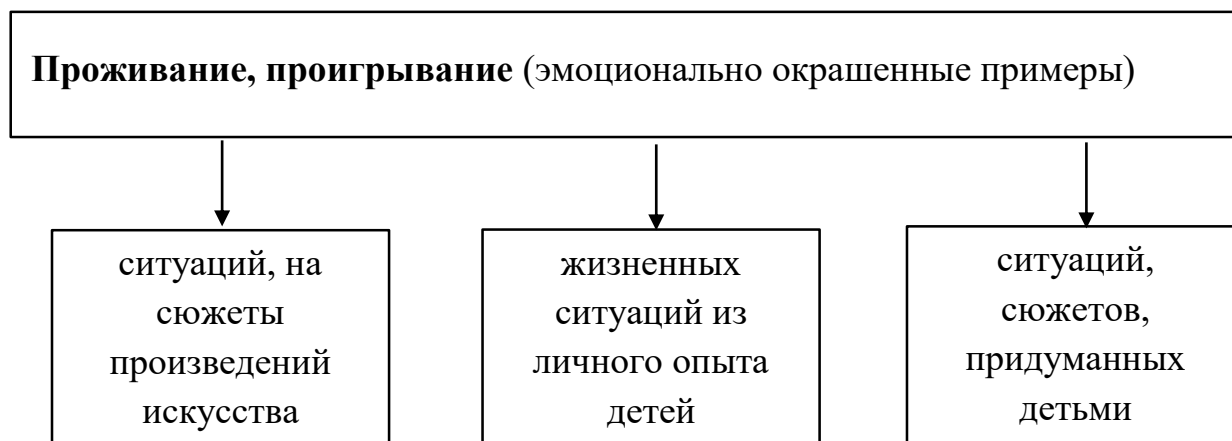 Проживание, проигрывание (эмоционально окрашенные примеры)
ситуаций, на
сюжеты
произведений
искусства
жизненных
ситуаций из
личного опыта
детей
ситуаций,
сюжетов,
придуманных
детьми